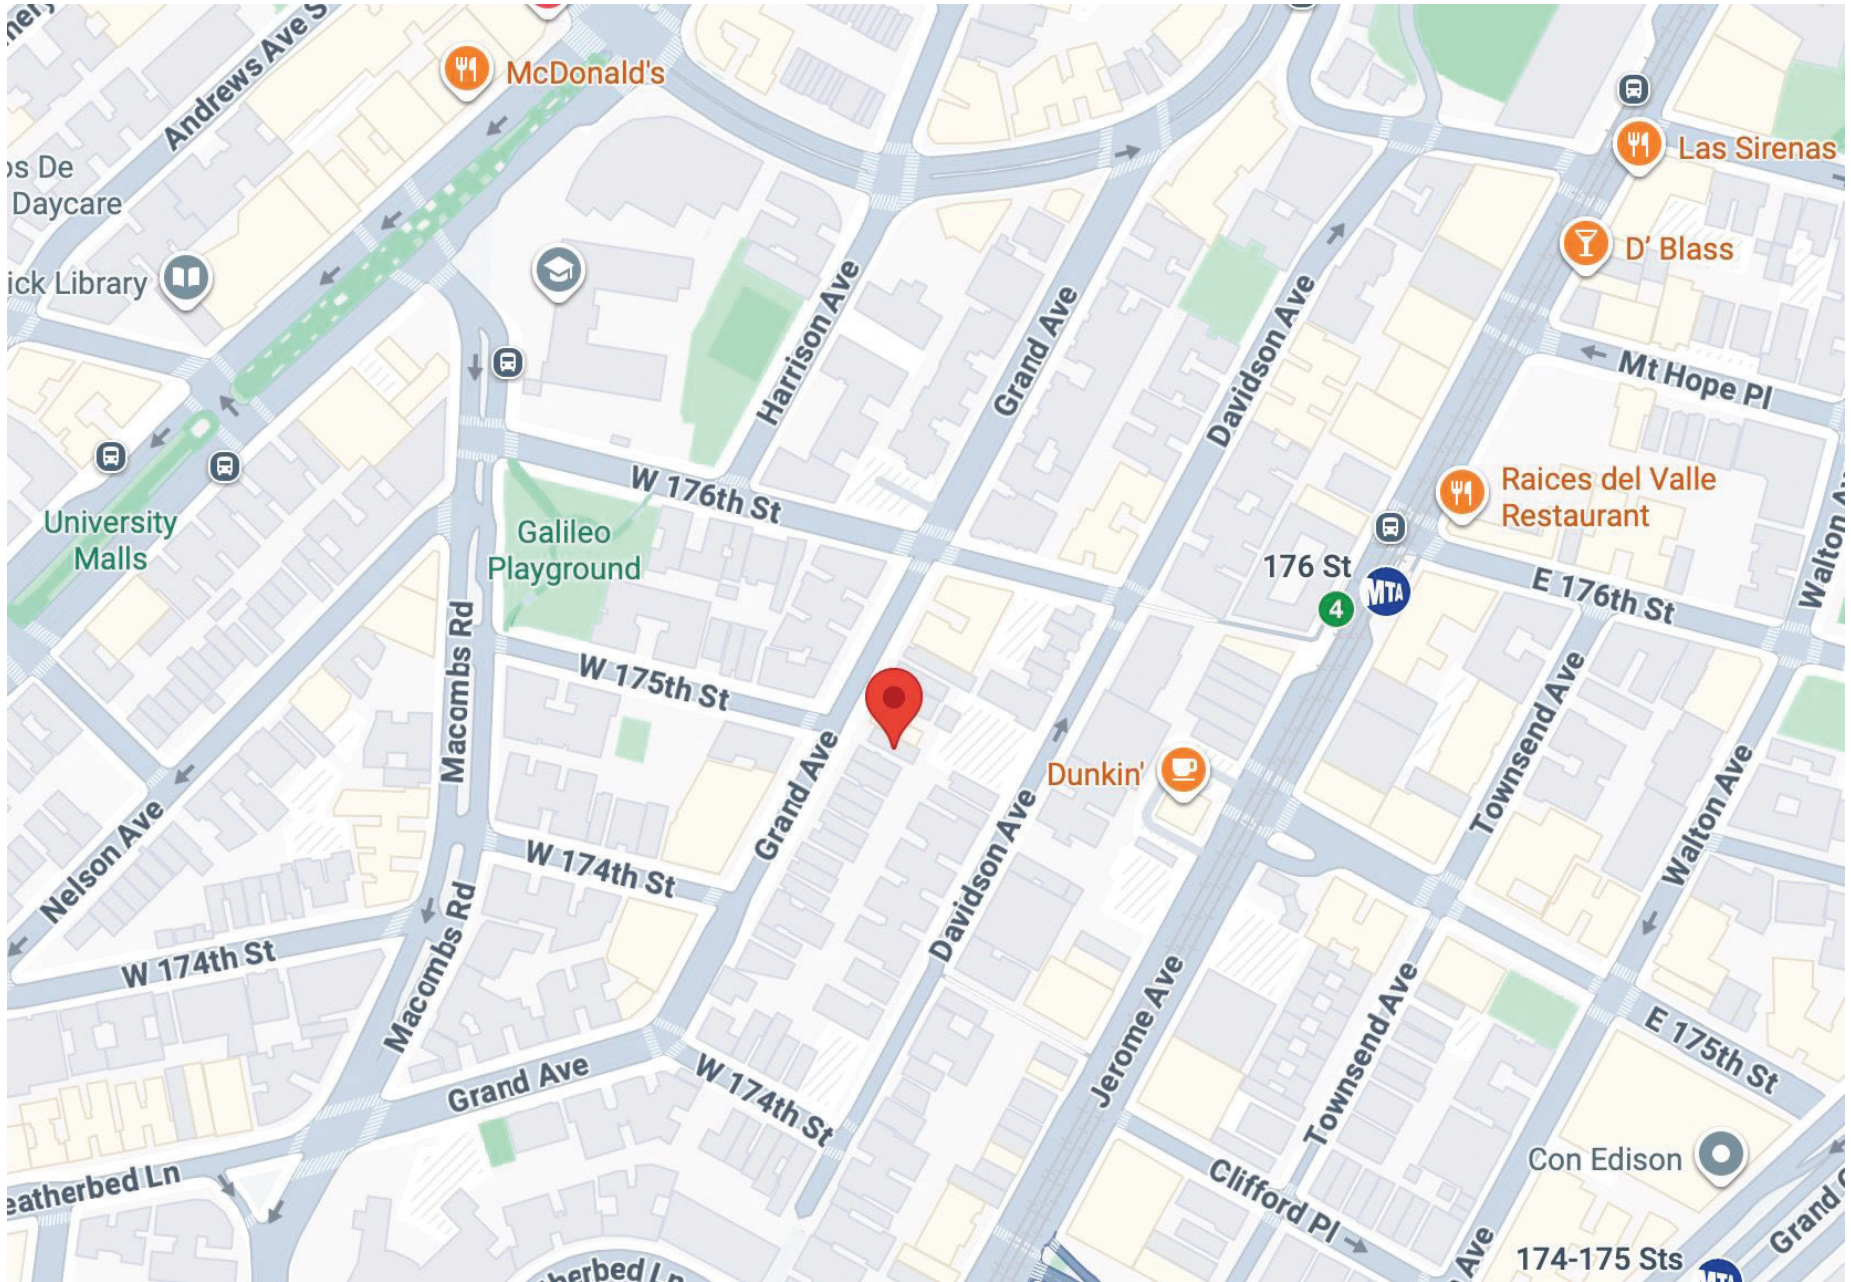 Andrews Ave S
McDonald's
Las Sirenas
os De
Daycare
D' Blass
ick Library
Harrison Ave
Grand Ave
Davidson Ave
Mt Hope Pl
W 176th St
Raices del Valle
Restaurant
University
Malls
Galileo
Playground
176 St
4
MTA
E 176th St
Walton Av
Macombs Rd
W 175th St
Grand Ave
Dunkin'
Townsend Ave
Walton Ave
Nelson Ave
W 174th St
Davidson Ave
W 174th St
Macombs Rd
Jerome Ave
Townsend Ave
E 175th St
Grand Ave
W 174th St
Con Edison
eatherbed Ln
Clifford Pl
Grand C
Ave
174-175 Sts
MTA
herbed Ln